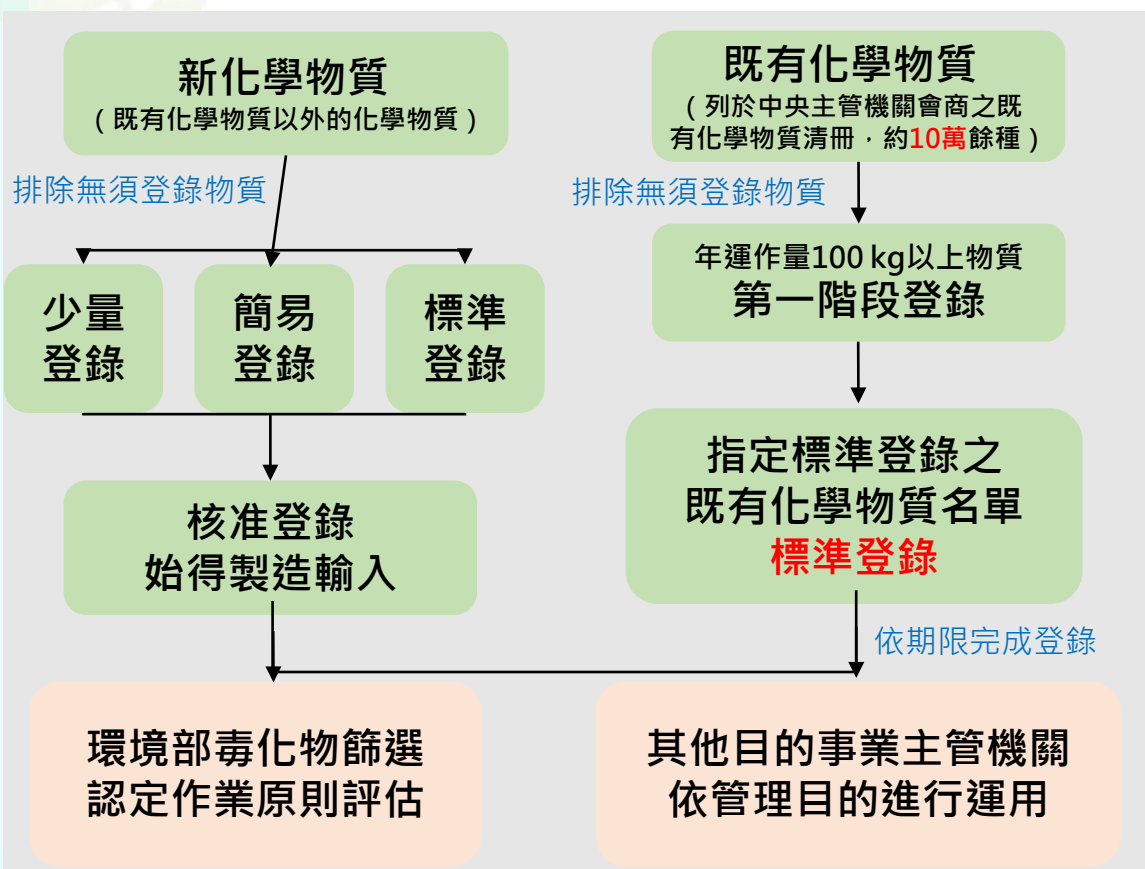 新化學物質
（既有化學物質以外的化學物質）
排除無須登錄物質
少量
登錄
簡易
登錄
標準
登錄
核准登錄
始得製造輸入
既有化學物質
（列於中央主管機關會商之既
有化學物質清冊，約10萬餘種）
排除無須登錄物質
年運作量100 kg以上物質
第一階段登錄
指定標準登錄之
既有化學物質名單
標準登錄
依期限完成登錄
環境部毒化物篩選
認定作業原則評估
其他目的事業主管機關
依管理目的進行運用